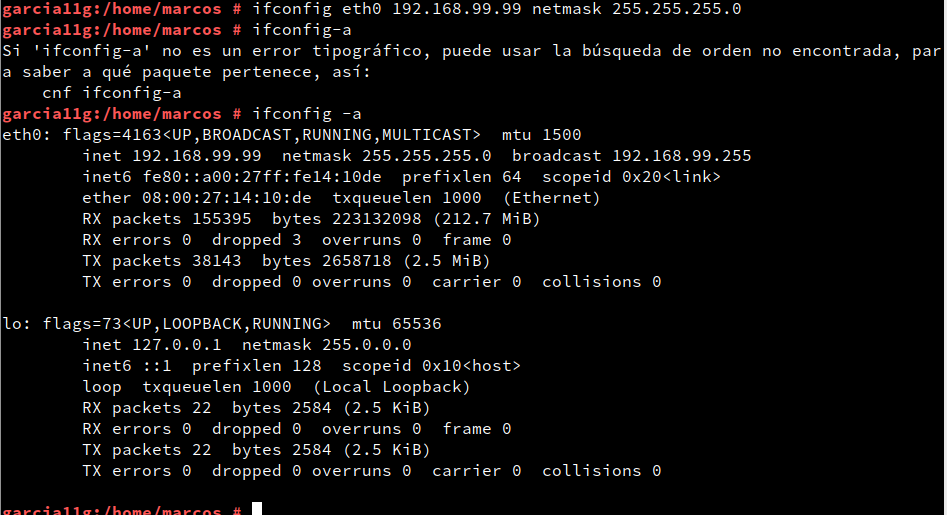 garcia11g:/home/marcos # ifconfig eth0 192.168.99.99 netmask 255.255.255.0
garcia11g:/home/marcos # ifconfig-a
Si 'ifconfig-a' no es un error tipográfico, puede usar la búsqueda de orden no encontrada, par
a saber a qué paquete pertenece, así:
    cnf ifconfig-a
garcia11g:/home/marcos # ifconfig -a
eth0: flags=4163<UP,BROADCAST,RUNNING,MULTICAST>  mtu 1500
        inet 192.168.99.99  netmask 255.255.255.0  broadcast 192.168.99.255
        inet6 fe80::a00:27ff:fe14:10de  prefixlen 64  scopeid 0x20<link>
        ether 08:00:27:14:10:de  txqueuelen 1000  (Ethernet)
        RX packets 155395  bytes 223132098 (212.7 MiB)
        RX errors 0  dropped 3  overruns 0  frame 0
        TX packets 38143  bytes 2658718 (2.5 MiB)
        TX errors 0  dropped 0 overruns 0  carrier 0  collisions 0

lo: flags=73<UP,LOOPBACK,RUNNING>  mtu 65536
        inet 127.0.0.1  netmask 255.0.0.0
        inet6 ::1  prefixlen 128  scopeid 0x10<host>
        loop  txqueuelen 1000  (Local Loopback)
        RX packets 22  bytes 2584 (2.5 KiB)
        RX errors 0  dropped 0  overruns 0  frame 0
        TX packets 22  bytes 2584 (2.5 KiB)
        TX errors 0  dropped 0 overruns 0  carrier 0  collisions 0

garcia11g:/home/marcos #